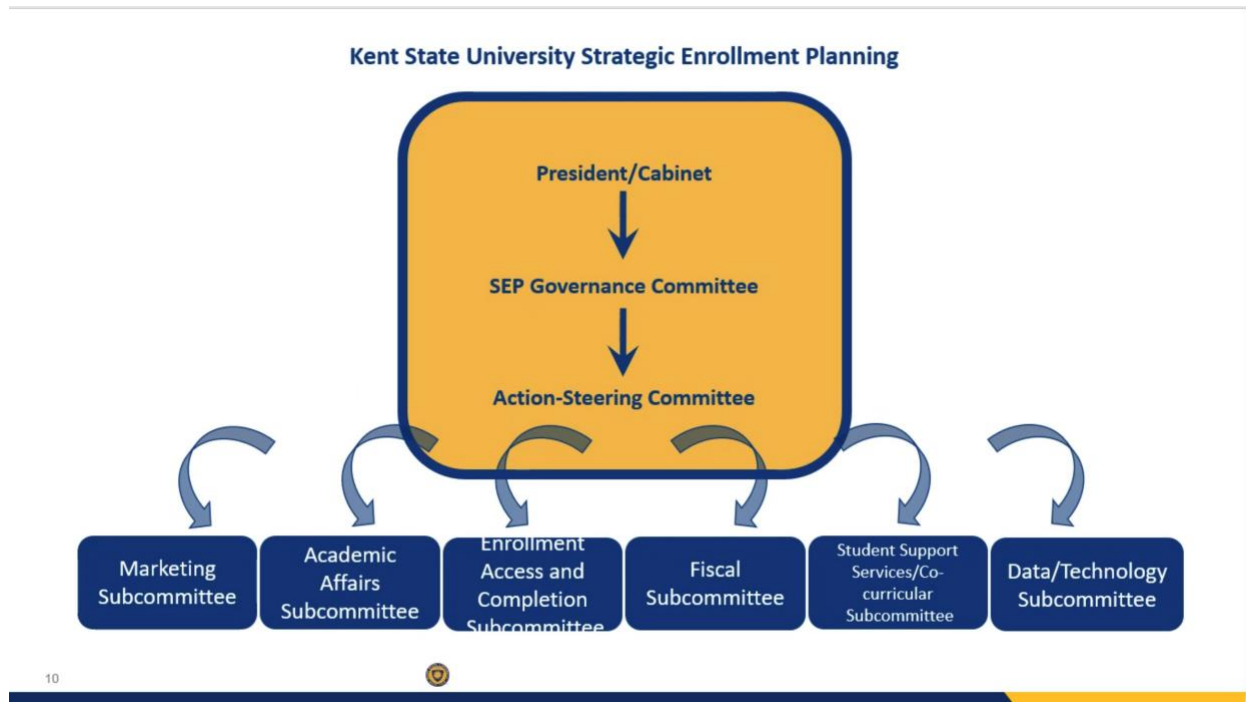 Kent State University Strategic Enrollment Planning
President/Cabinet
SEP Governance Committee
Action-Steering Committee
Marketing
Subcommittee
Academic
Affairs
Subcommittee
Enrollment
Access and
Completion
Subcommittee
Fiscal
Subcommittee
Student Support
Services/Co-
curricular
Subcommittee
Data/Technology
Subcommittee
10